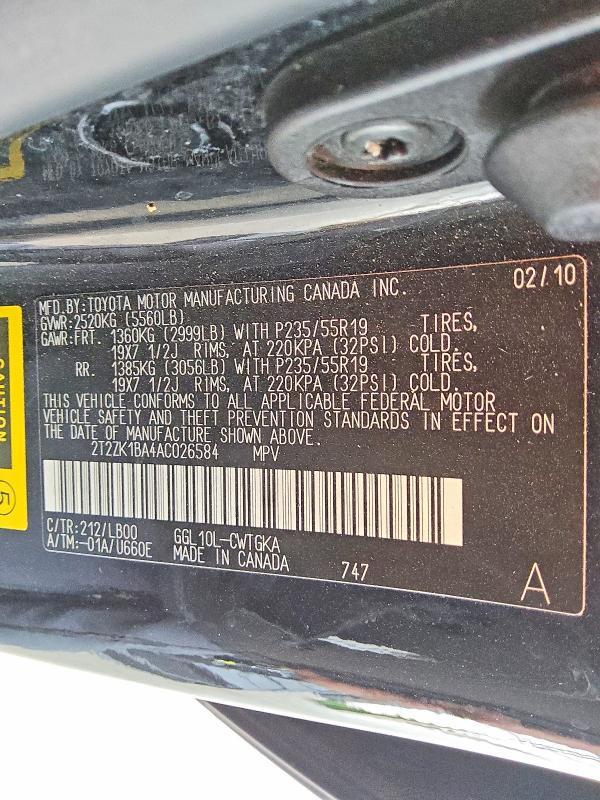 02/10
MFD.BY:TOYOTA MOTOR MANUFACTURING CANADA INC.
GVWR:2520KG (5560LB)
GAWR:FRT. 1360KG (2999LB) WITH P235/55R19 TIRES,
19X7 1/2J RIMS, AT 220KPA (32PSI) COLD.
RR. 1385KG (3056LB) WITH P235/55R19 TIRES,
19X7 1/2J RIMS, AT 220KPA (32PSI) COLD.
THIS VEHICLE CONFORMS TO ALL APPLICABLE FEDERAL MOTOR
VEHICLE SAFETY AND THEFT PREVENTION STANDARDS IN EFFECT ON
THE DATE OF MANUFACTURE SHOWN ABOVE.
2T2ZK1BA4AC026584 MPV
C/TR:212/LB00 GGL10L-CWTGKA
A/TM:-01A/U660E MADE IN CANADA 747
A
CAUTION
5